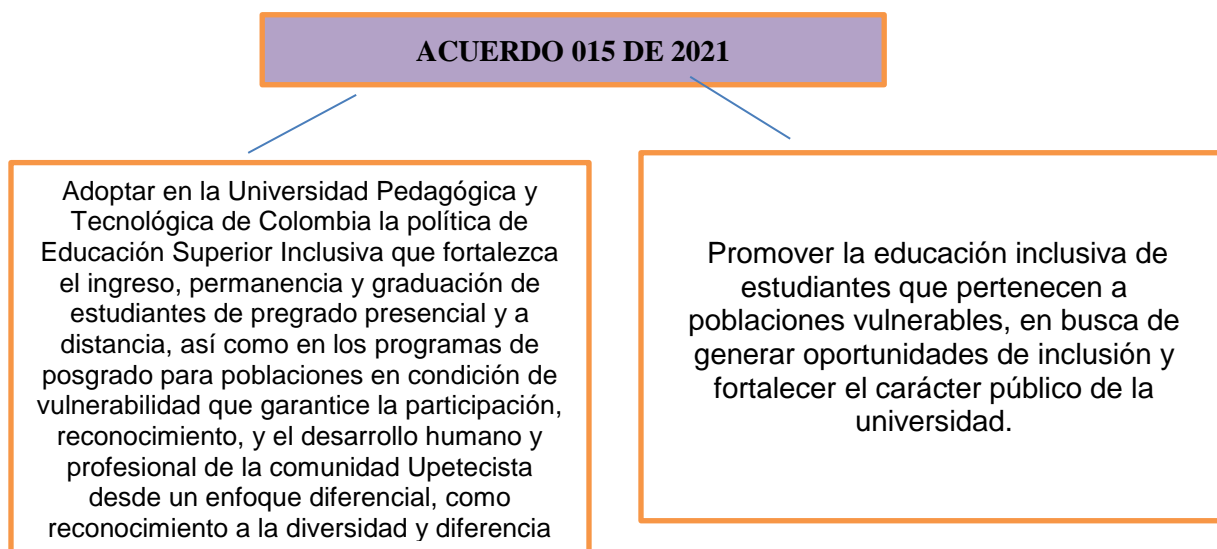 ACUERDO 015 DE 2021
Adoptar en la Universidad Pedagógica y
Tecnológica de Colombia la política de
Educación Superior Inclusiva que fortalezca
el ingreso, permanencia y graduación de
estudiantes de pregrado presencial y a
distancia, así como en los programas de
posgrado para poblaciones en condición de
vulnerabilidad que garantice la participación,
reconocimiento, y el desarrollo humano y
profesional de la comunidad Upetecista
desde un enfoque diferencial, como
reconocimiento a la diversidad y diferencia
Promover la educación inclusiva de
estudiantes que pertenecen a
poblaciones vulnerables, en busca de
generar oportunidades de inclusión y
fortalecer el carácter público de la
universidad.